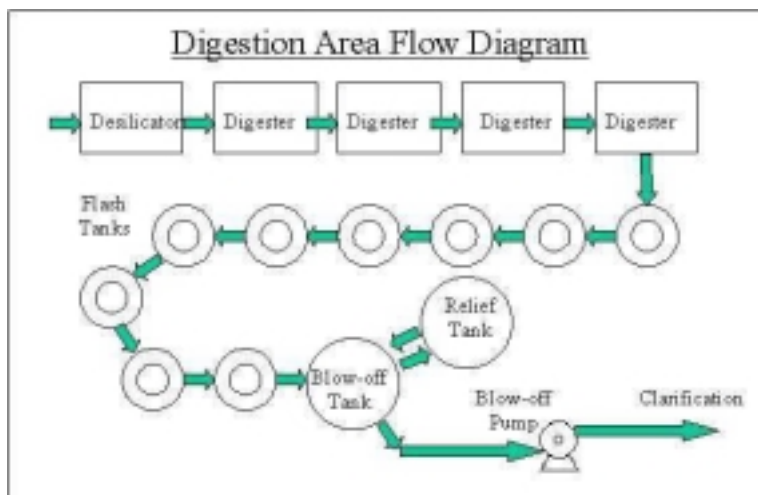 Digestion Area Flow Diagram
Desilicator Digester Digester Digester Digester
Flash
Tanks
Relief
Tank
Blow-off
Tank
Blow-off
Pump
Clarification